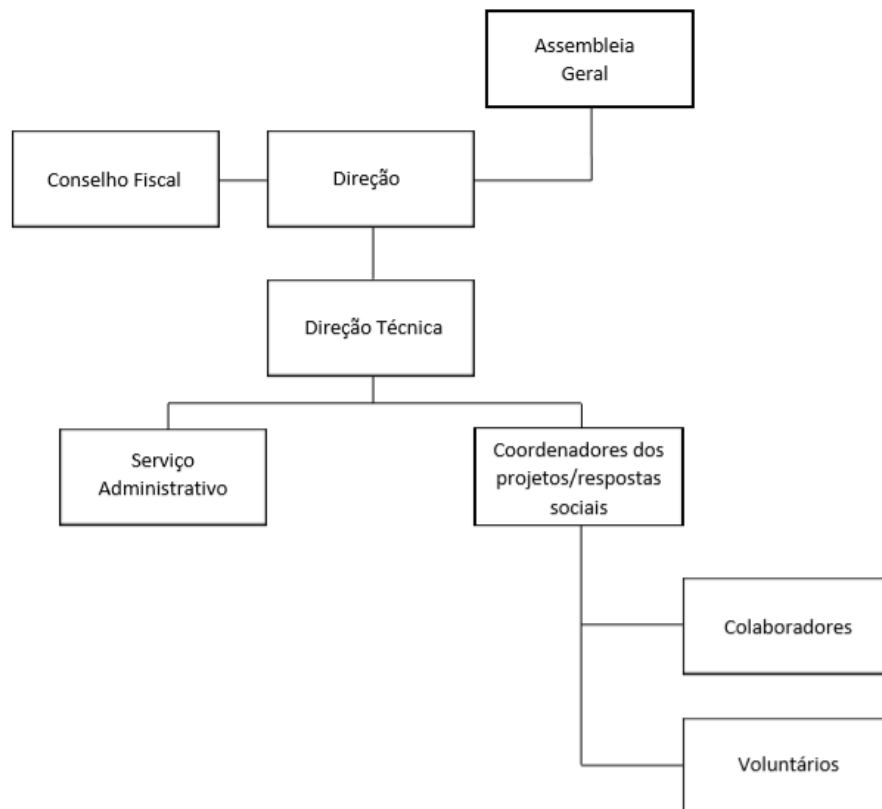 Assembleia
Geral
Conselho Fiscal
Direção
Direção Técnica
Serviço
Administrativo
Coordenadores dos
projetos/respostas
sociais
Colaboradores
Voluntários